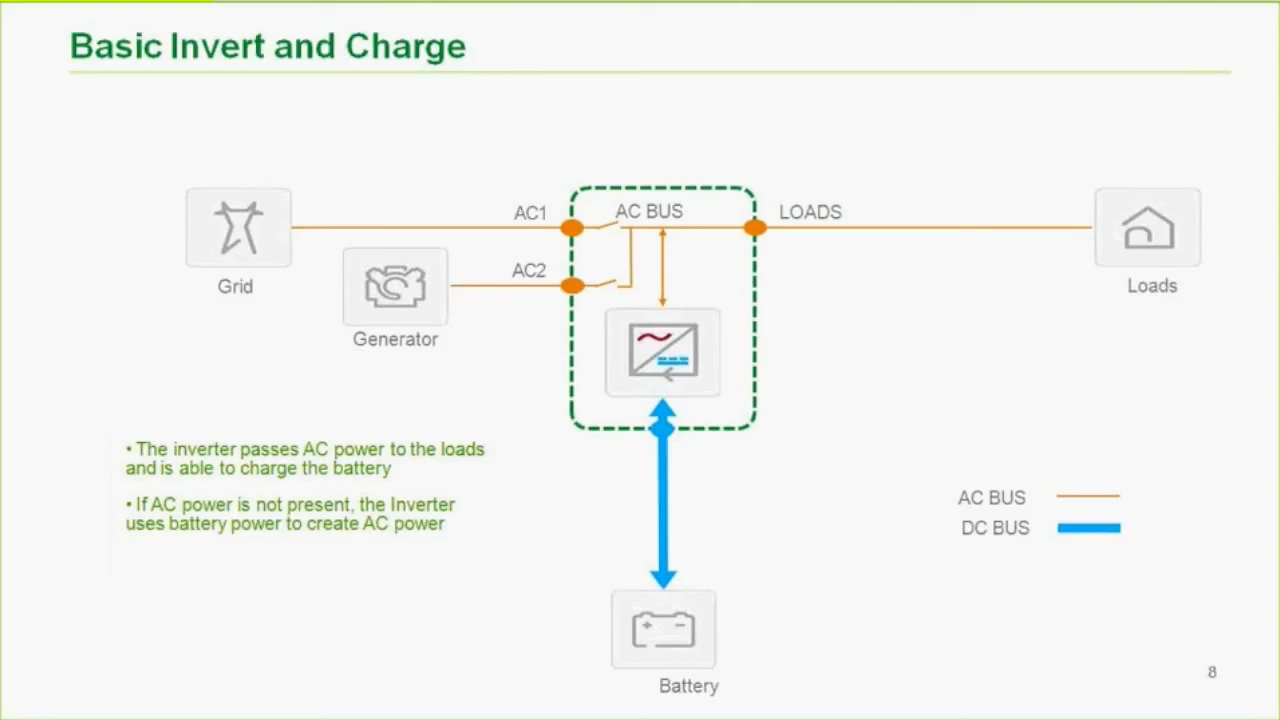 Basic Invert and Charge
AC1
AC BUS
LOADS
AC2
Grid
Loads
Generator
• The inverter passes AC power to the loads
and is able to charge the battery
• If AC power is not present, the Inverter
uses battery power to create AC power
AC BUS
DC BUS
Battery
8